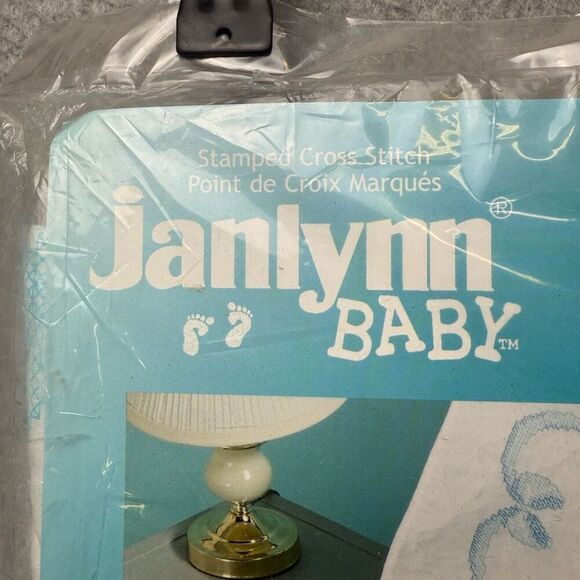 Stamped Cross Stitch
Point de Croix Marqués
janlynn®
BABY™